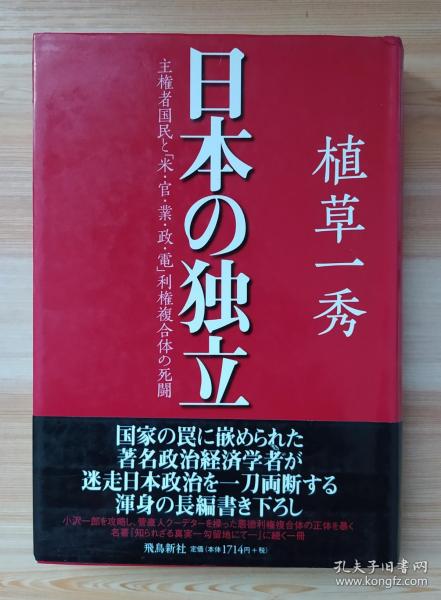 植草一秀
日本の独立
主権者国民と「米・官・業・政・電」利権複合体の死闘
国家の罠に嵌められた
著名政治経済学者が
迷走日本政治を一刀両断する
渾身の長編書き下ろし
小沢一郎を攻略し、菅直人クーデターを操った悪徳利権複合体の正体を暴く
名著『知られざる真実―勾留地にて―』に続く一冊
飛鳥新社 定価(本体1714円+税)
孔夫子旧书网
www.kongfz.com